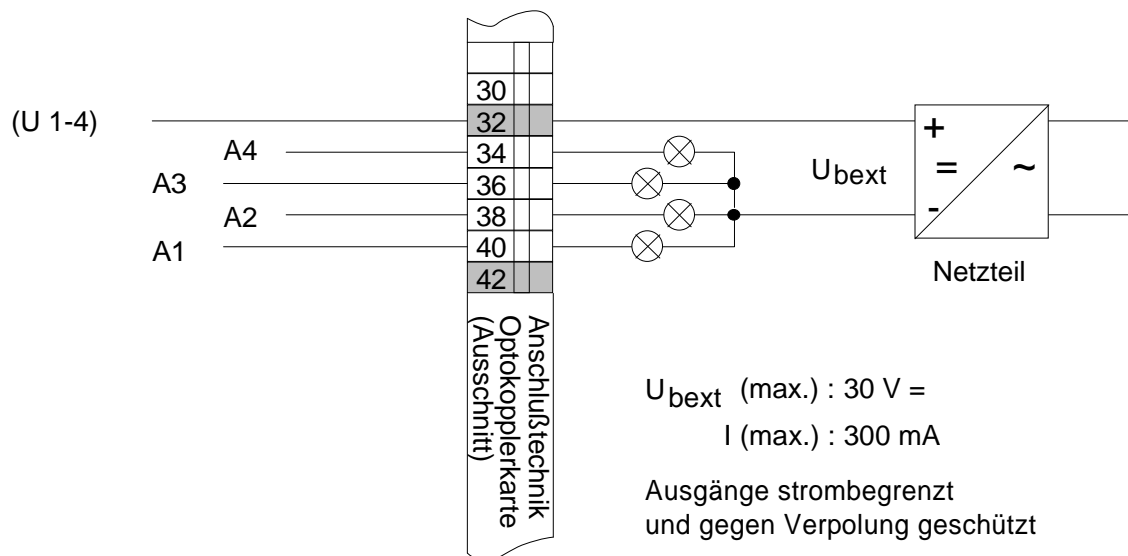 30
(U 1-4)
32
+
A4
34
U bext
=
~
A3
36
A2
38
-
A1
40
42
Netzteil
Anschlußtechnik
Optokopplerkarte
(Ausschnitt)
U bext (max.) : 30 V =
I (max.) : 300 mA
Ausgänge strombegrenzt
und gegen Verpolung geschützt